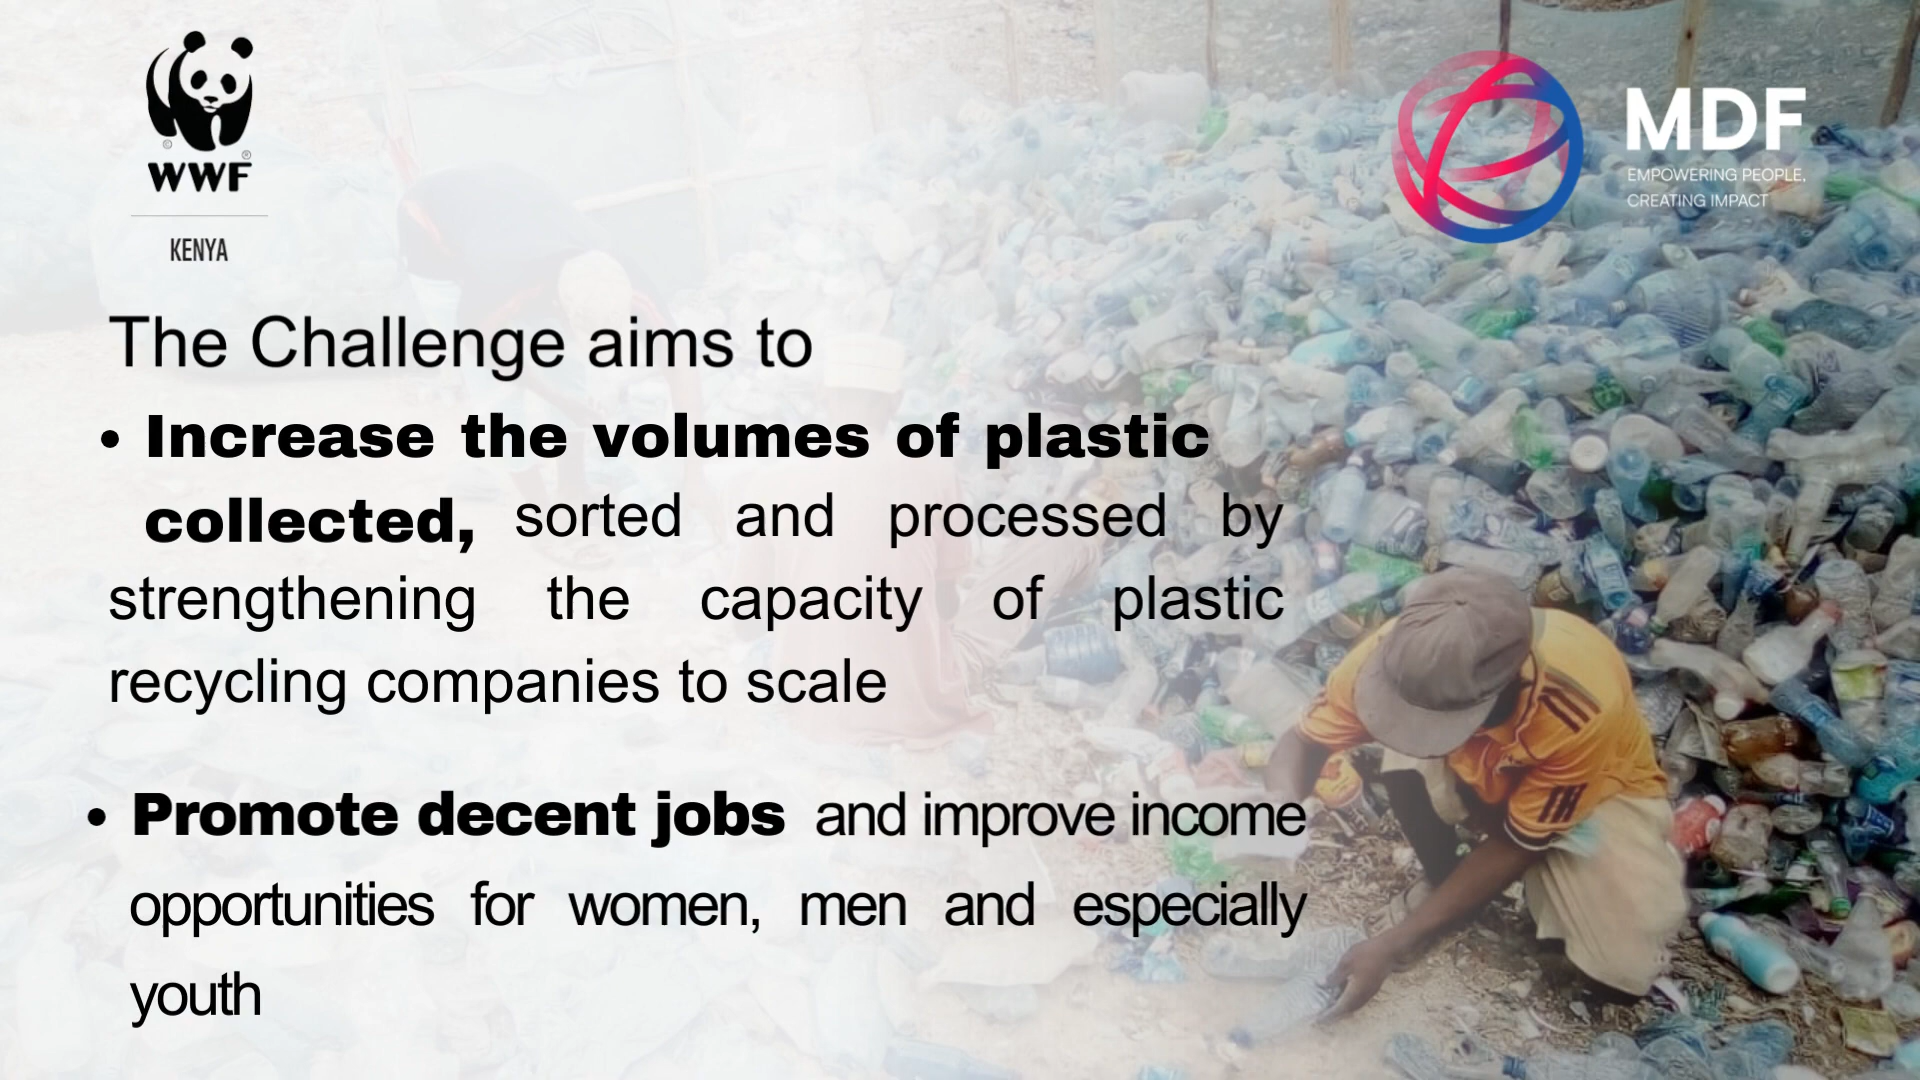 WWF
KENYA
MDF
EMPOWERING PEOPLE,
CREATING IMPACT
The Challenge aims to
• Increase the volumes of plastic
collected, sorted and processed by
strengthening the capacity of plastic
recycling companies to scale
• Promote decent jobs and improve income
opportunities for women, men and especially
youth